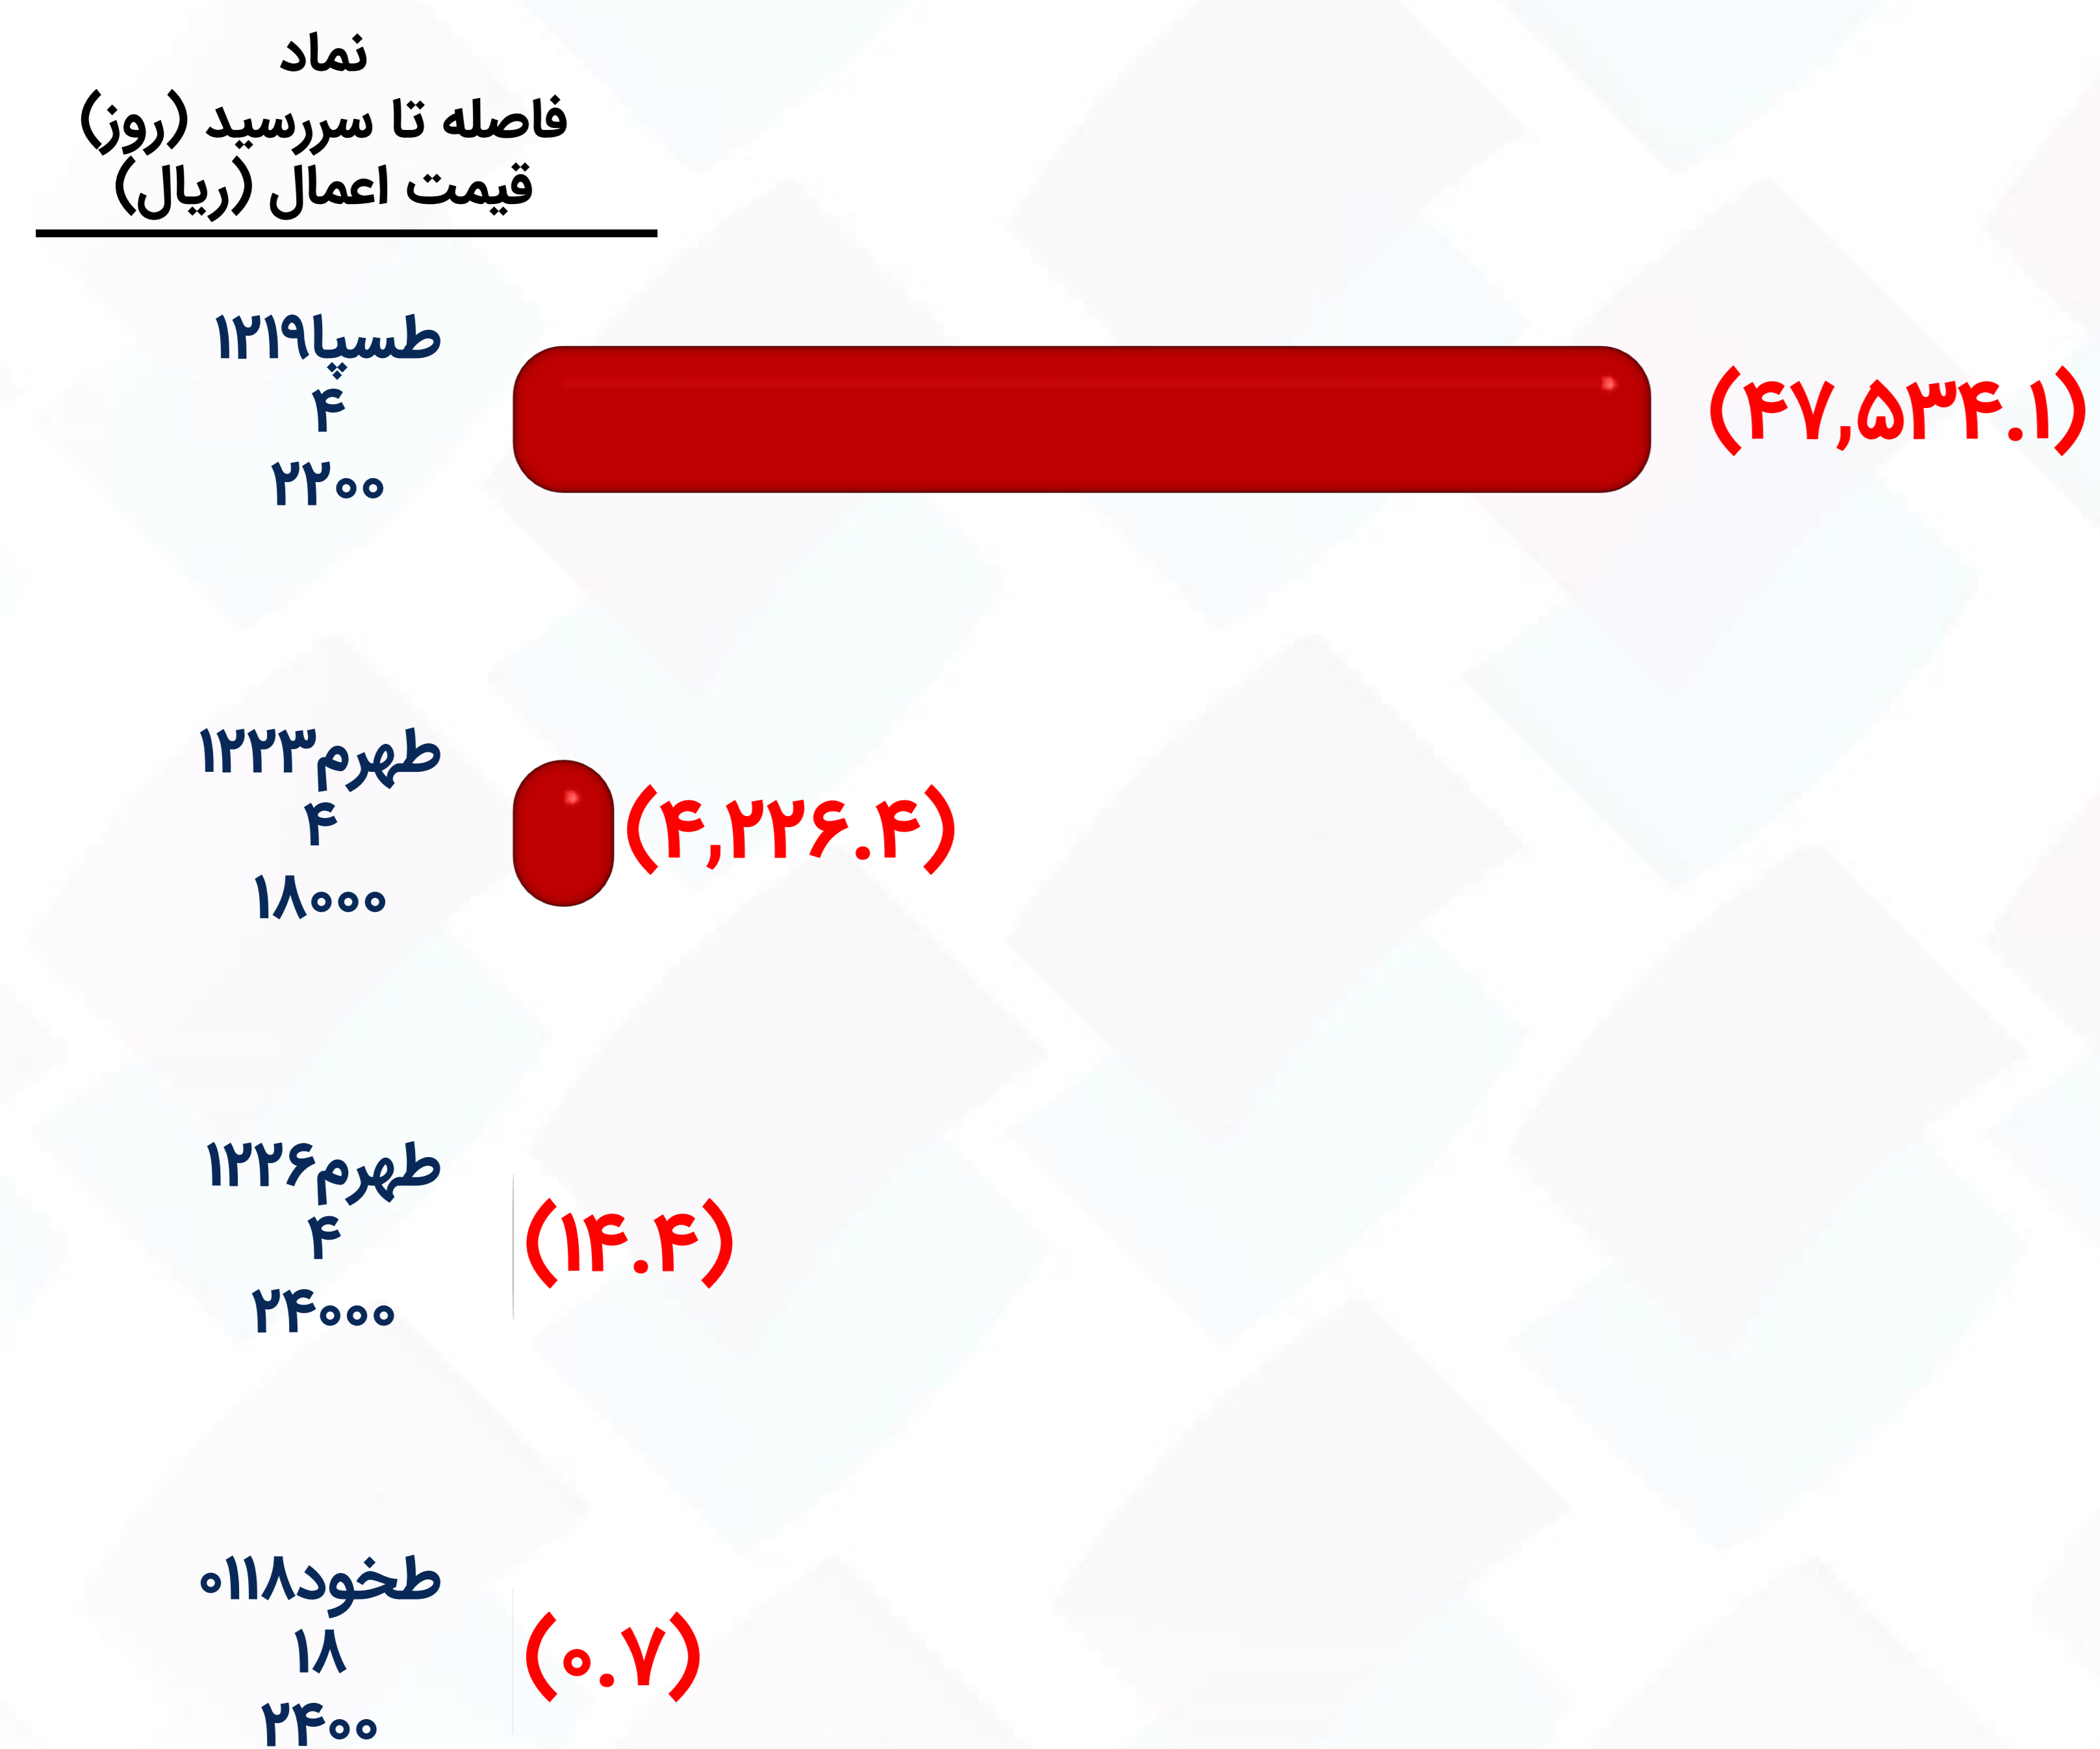 نماد
فاصله تا سررسید (روز)
قیمت اعمال (ریال)
طسپا۱۲۱۹
۴
۲۲۰۰
(۴۷,۵۳۴.۱)
طهرم۱۲۲۳
۴
۱۸۰۰۰
(۴,۲۲۶.۴)
طهرم۱۲۲۶
۴
۲۴۰۰۰
(۱۴.۴)
طخود۰۱۱۸
۱۸
۲۴۰۰
(۰.۷)